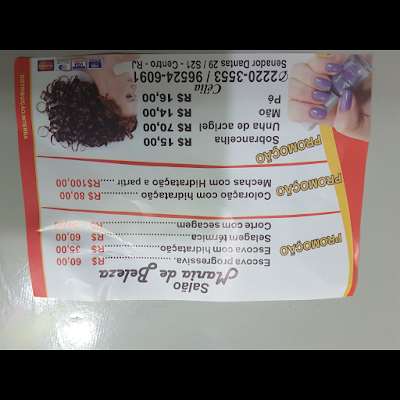 Salão
Mania de Beleza
Escova progressiva. R$ 60,00
Escova com hidratação R$ 35,00
Selagem térmica R$ 60,00
Corte com secagem R$
PROMOÇÃO
Coloração com hidratação R$ 80,00
Mechas com Hidratação a partir R$100,00
PROMOÇÃO
Sobrancelha R$ 15,00
Unha de acrigel R$ 70,00
Mão R$ 14,00
Pé R$ 16,00
PROMOÇÃO
Célia
✆2220-3553 / 96524-6091
Senador Dantas 29 / S21 - Centro - RJ
DISTRIBUIÇÃO INTERNA